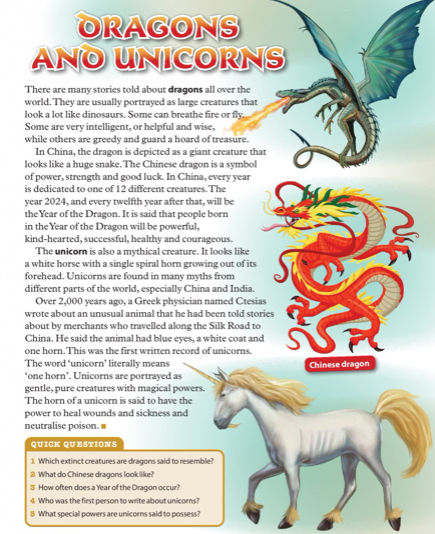 DRAGONS
AND UNICORNS
There are many stories told about dragons all over the
world. They are usually portrayed as large creatures that
look a lot like dinosaurs. Some can breathe fire or fly.
Some are very intelligent, or helpful and wise,
while others are greedy and guard a hoard of treasure.
In China, the dragon is depicted as a giant creature that
looks like a huge snake. The Chinese dragon is a symbol
of power, strength and good luck. In China, every year
is dedicated to one of 12 different creatures. The
year 2024, and every twelfth year after that, will be
the Year of the Dragon. It is said that people born
in the Year of the Dragon will be powerful,
kind-hearted, successful, healthy and courageous.
The unicorn is also a mythical creature. It looks like
a white horse with a single spiral horn growing out of its
forehead. Unicorns are found in many myths from
different parts of the world, especially China and India.
Over 2,000 years ago, a Greek physician named Ctesias
wrote about an unusual animal that he had been told stories
about by merchants who travelled along the Silk Road to
China. He said the animal had blue eyes, a white coat and
one horn. This was the first written record of unicorns.
The word ‘unicorn’ literally means
‘one horn’. Unicorns are portrayed as
gentle, pure creatures with magical powers.
The horn of a unicorn is said to have the
power to heal wounds and sickness and
neutralise poison.
Chinese dragon
QUICK QUESTIONS
1 Which extinct creatures are dragons said to resemble?
2 What do Chinese dragons look like?
3 How often does a Year of the Dragon occur?
4 Who was the first person to write about unicorns?
5 What special powers are unicorns said to possess?